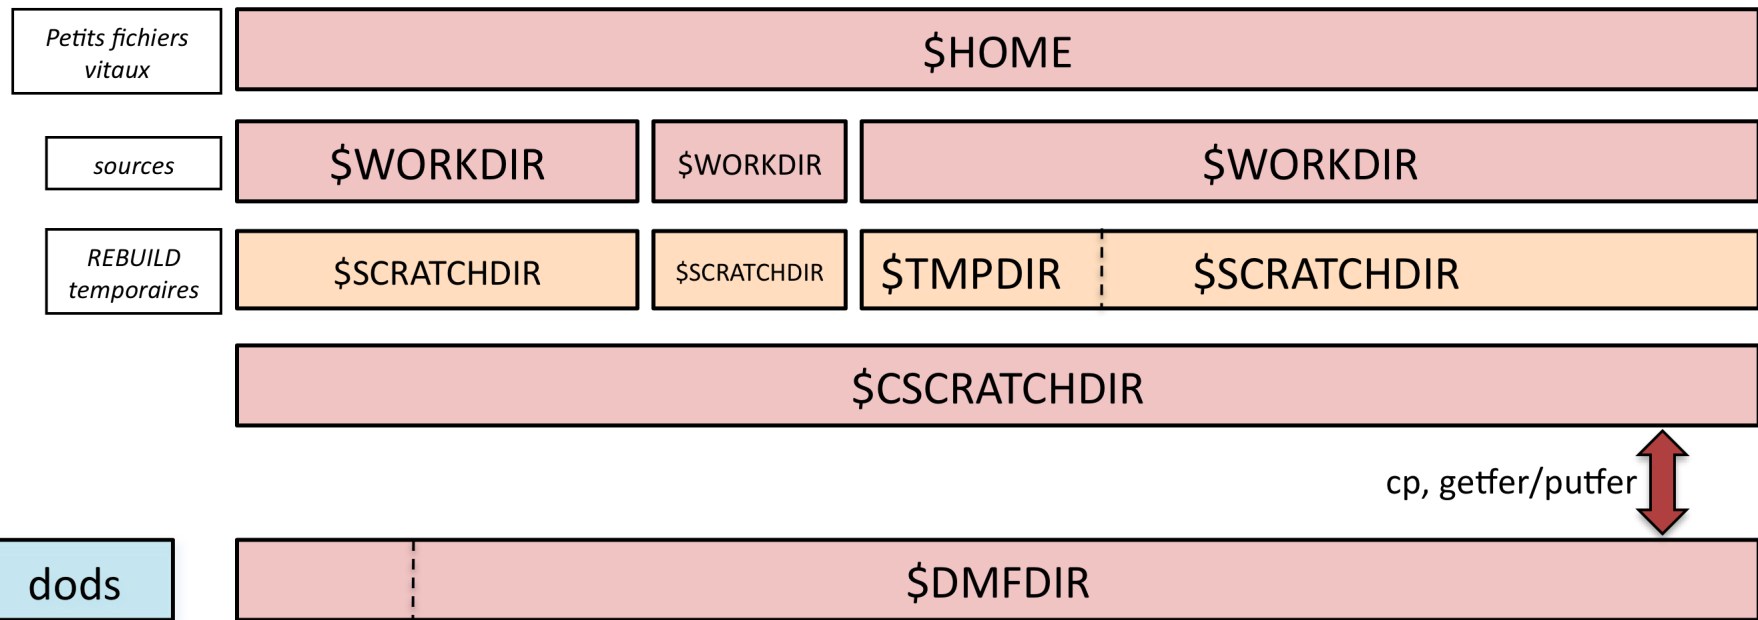 Petits fichiers
vitaux
$HOME
sources
$WORKDIR
$WORKDIR
$WORKDIR
REBUILD
temporaires
$SCRATCHDIR
$SCRATCHDIR
$TMPDIR
$SCRATCHDIR
$CSCRATCHDIR
cp, getfer/putfer
dods
$DMFDIR